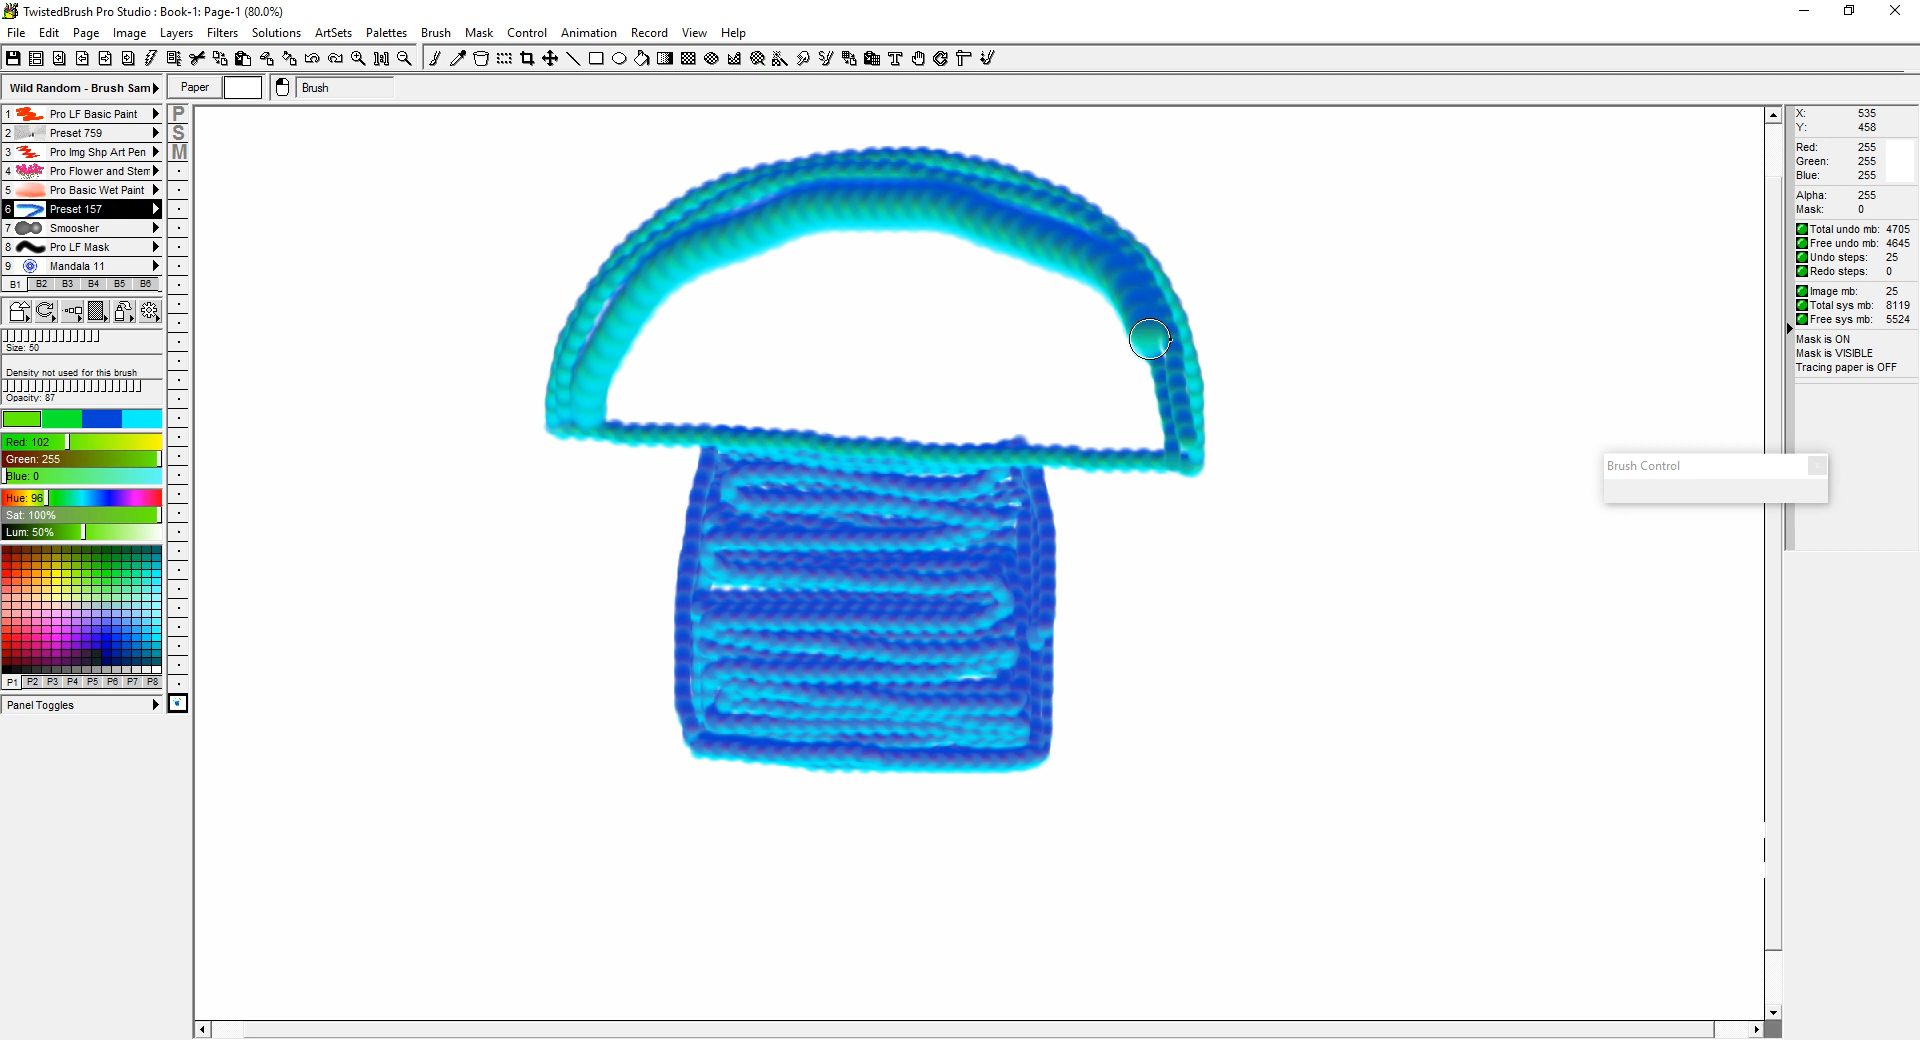 TwistedBrush Pro Studio : Book-1: Page-1 (80.0%)
File Edit Page Image Layers Filters Solutions ArtSets Palettes Brush Mask Control Animation Record View Help
Wild Random - Brush Sam Paper Brush
1 Pro LF Basic Paint
2 Preset 759
3 Pro Img Shp Art Pen
4 Pro Flower and Stem
5 Pro Basic Wet Paint
6 Preset 157
7 Smoosher
8 Pro LF Mask
9 Mandala 11
B1 B2 B3 B4 B5 B6
P
S
M
Size: 50
Density not used for this brush
Opacity: 87
Red: 102
Green: 255
Blue: 0
Hue: 96
Sat: 100%
Lum: 50%
P1 P2 P3 P4 P5 P6 P7 P8
Panel Toggles
Brush Control
X: 535
Y: 458
Red: 255
Green: 255
Blue: 255
Alpha: 255
Mask: 0
Total undo mb: 4705
Free undo mb: 4645
Undo steps: 25
Redo steps: 0
Image mb: 25
Total sys mb: 8119
Free sys mb: 5524
Mask is ON
Mask is VISIBLE
Tracing paper is OFF